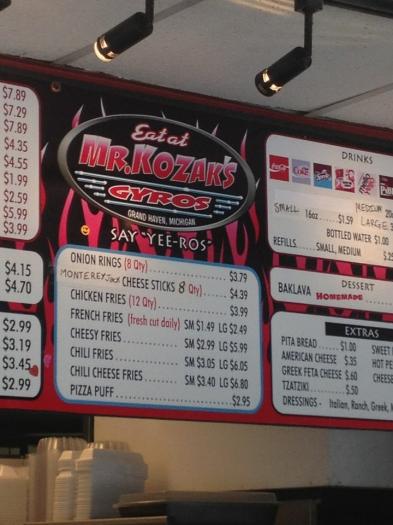 $7.89
$7.29
$7.89
$4.35
$4.55
$1.99
$2.59
$5.99
$3.99
$4.15
$4.70
$2.99
$3.19
$3.45
$2.99
Eat at
MR. KOZAK'S
GYROS
GRAND HAVEN, MICHIGAN
SAY "YEE-ROS"
ONION RINGS (8 Qty) $3.79
MONTEREY JACK CHEESE STICKS 8 Qty) $4.39
CHICKEN FRIES (12 Qty) $3.99
FRENCH FRIES (fresh cut daily) SM $1.49 LG $2.49
CHEESY FRIES SM $2.99 LG $5.99
CHILI FRIES SM $3.05 LG $6.05
CHILI CHEESE FRIES SM $3.40 LG $6.80
PIZZA PUFF $2.95
DRINKS
SMALL 16oz $1.59 MEDIUM 20
LARGE 3
BOTTLED WATER $1.00
REFILLS SMALL, MEDIUM $.25
DESSERT
BAKLAVA HOMEMADE
EXTRAS
PITA BREAD $1.00 SWEET
AMERICAN CHEESE $.35 HOT PE
GREEK FETA CHEESE $.60 CHEESE
TZATZIKI $.50
DRESSINGS - Italian, Ranch, Greek,